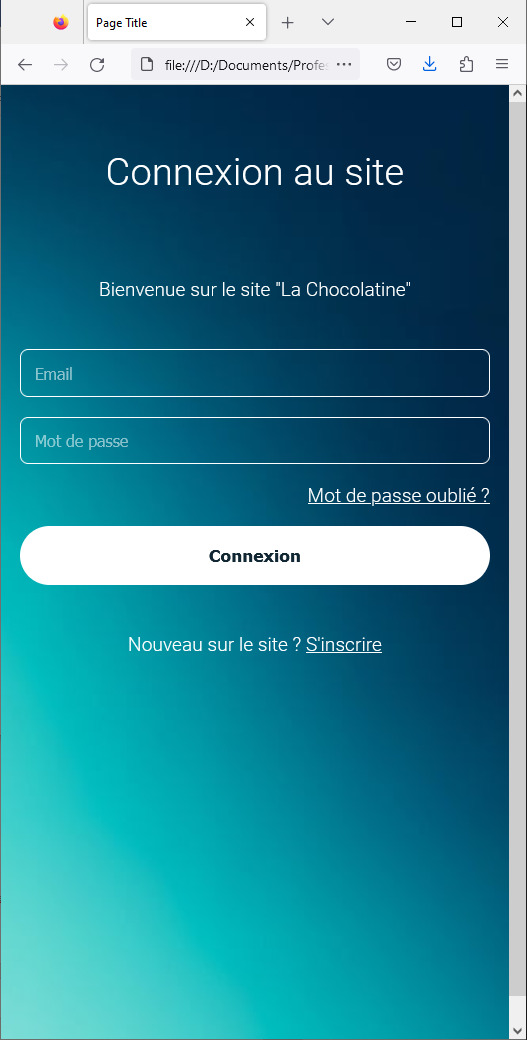 Page Title
file:///D:/Documents/Profes
Connexion au site
Bienvenue sur le site "La Chocolatine"
Email
Mot de passe
Mot de passe oublié ?
Connexion
Nouveau sur le site ? S'inscrire